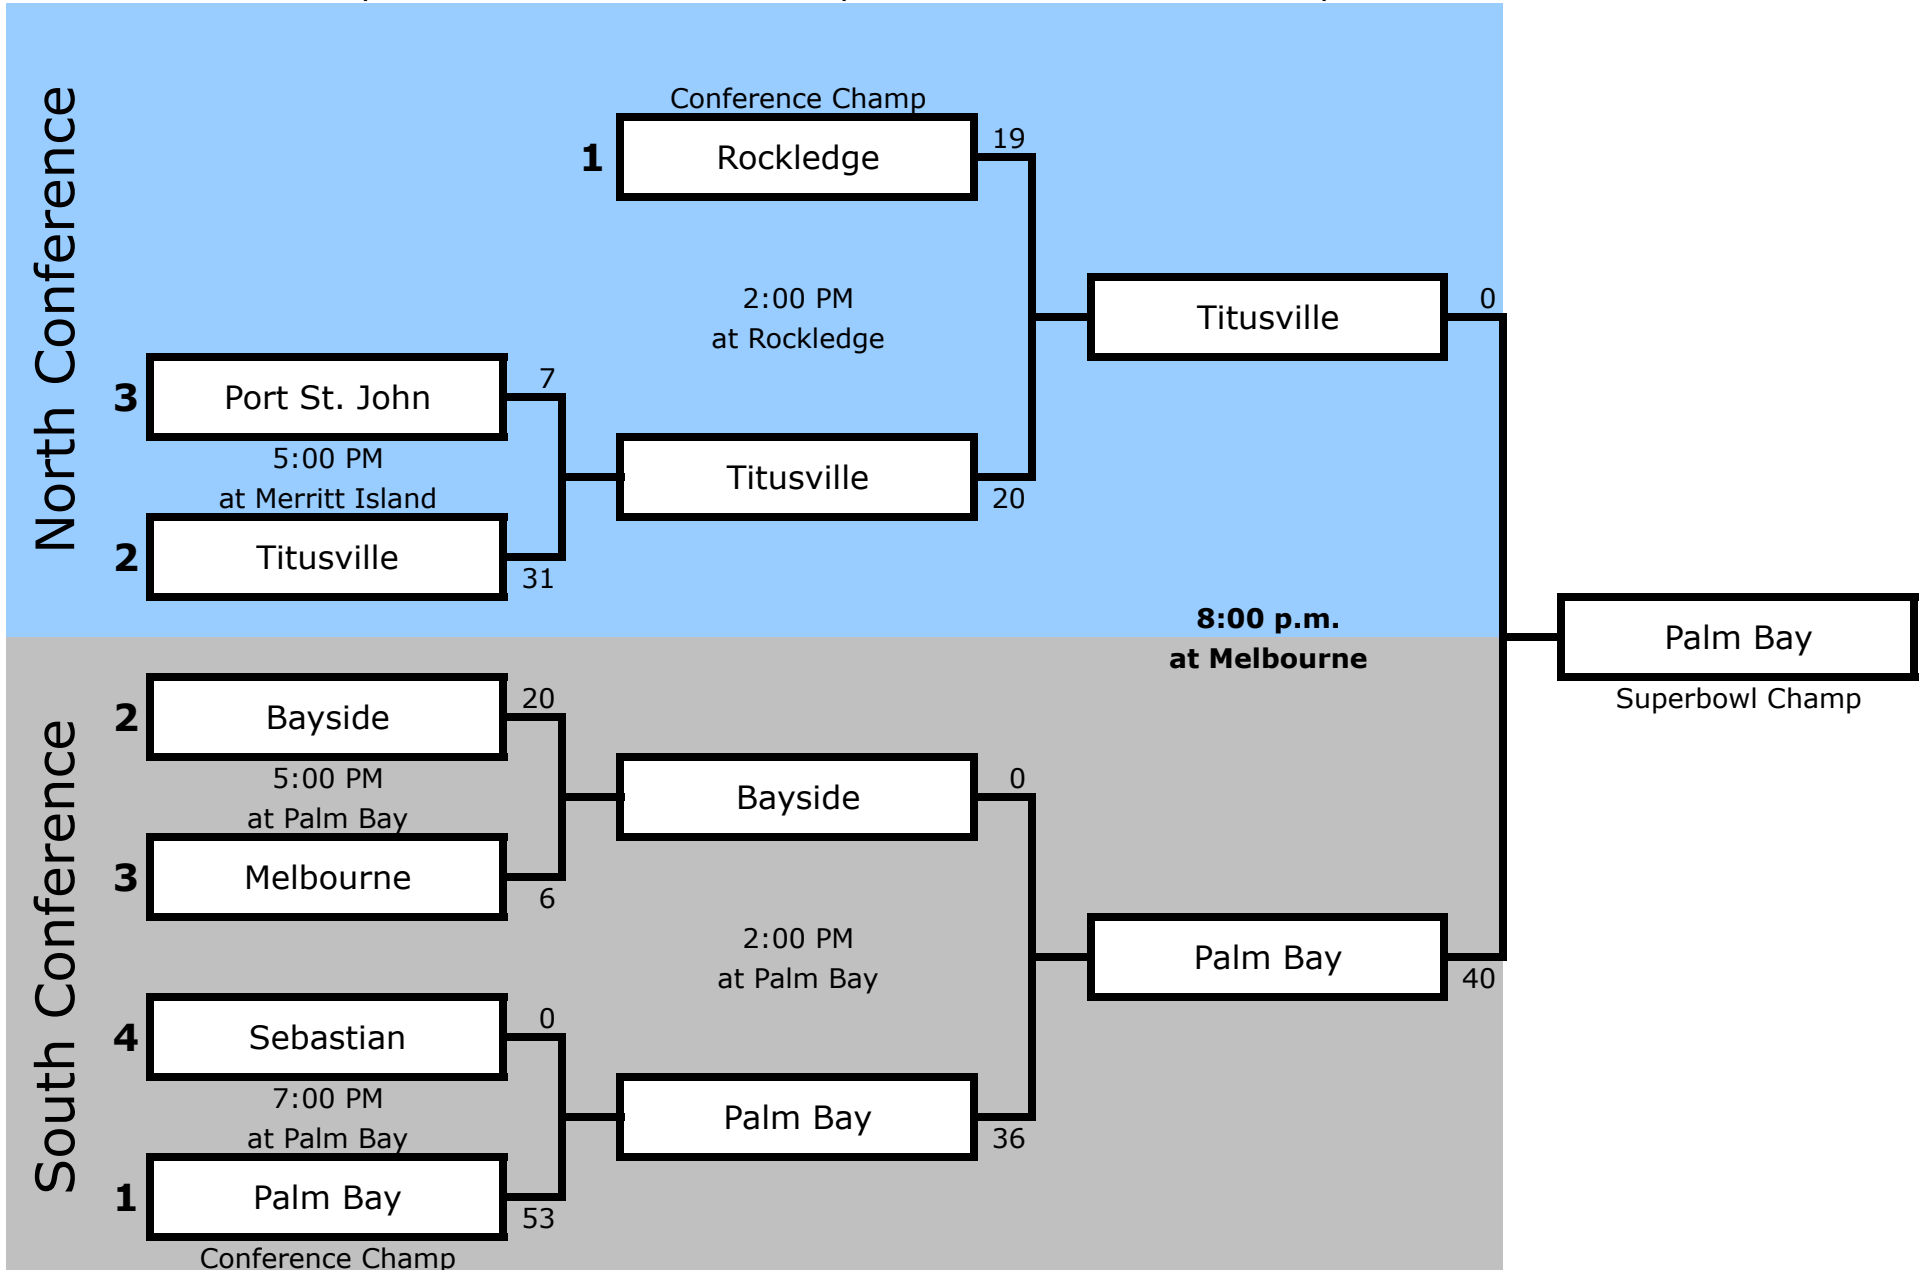 North Conference
Conference Champ
1 Rockledge 19
2:00 PM
at Rockledge
Titusville 0
3 Port St. John 7
5:00 PM
at Merritt Island
2 Titusville 31
Titusville 20
8:00 p.m.
at Melbourne
Palm Bay
Superbowl Champ
South Conference
2 Bayside 20
5:00 PM
at Palm Bay
3 Melbourne 6
Bayside 0
2:00 PM
at Palm Bay
Palm Bay 40
4 Sebastian 0
7:00 PM
at Palm Bay
1 Palm Bay 53
Conference Champ
Palm Bay 36